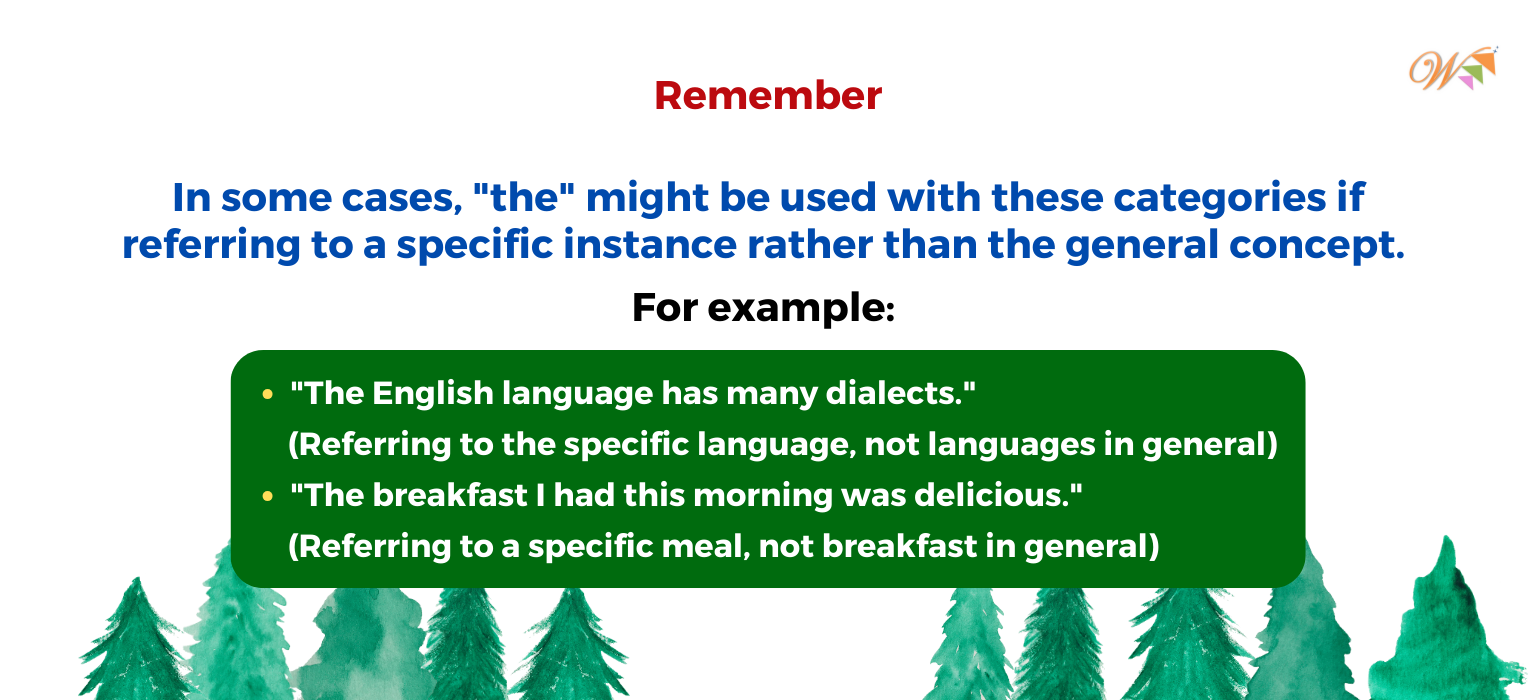 W
Remember
In some cases, "the" might be used with these categories if
referring to a specific instance rather than the general concept.
For example:
• "The English language has many dialects."
(Referring to the specific language, not languages in general)
• "The breakfast I had this morning was delicious."
(Referring to a specific meal, not breakfast in general)